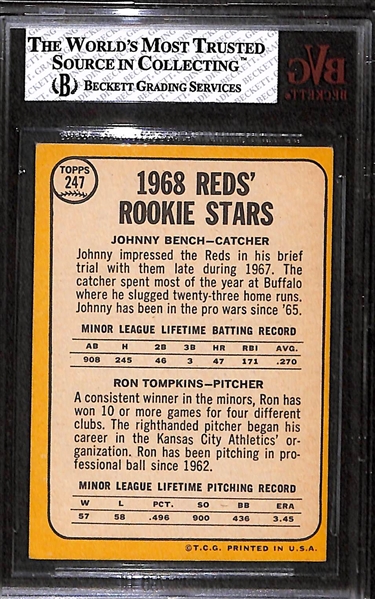 THE WORLD'S MOST TRUSTED
SOURCE IN COLLECTING™
(B) BECKETT GRADING SERVICES
BVG
BECKETT
TOPPS
247
1968 REDS'
ROOKIE STARS
JOHNNY BENCH—CATCHER
Johnny impressed the Reds in his brief
trial with them late during 1967. The
catcher spent most of the year at Buffalo
where he slugged twenty-three home runs.
Johnny has been in the pro wars since '65.
MINOR LEAGUE LIFETIME BATTING RECORD
AB H 2B 3B HR RBI AVG.
908 245 46 3 47 171 .270
RON TOMPKINS—PITCHER
A consistent winner in the minors, Ron has
won 10 or more games for four different
clubs. The righthanded pitcher began his
career in the Kansas City Athletics' or-
ganization. Ron has been pitching in pro-
fessional ball since 1962.
MINOR LEAGUE LIFETIME PITCHING RECORD
W L PCT. SO BB ERA
57 58 .496 900 436 3.45
©T.C.G. PRINTED IN U.S.A.